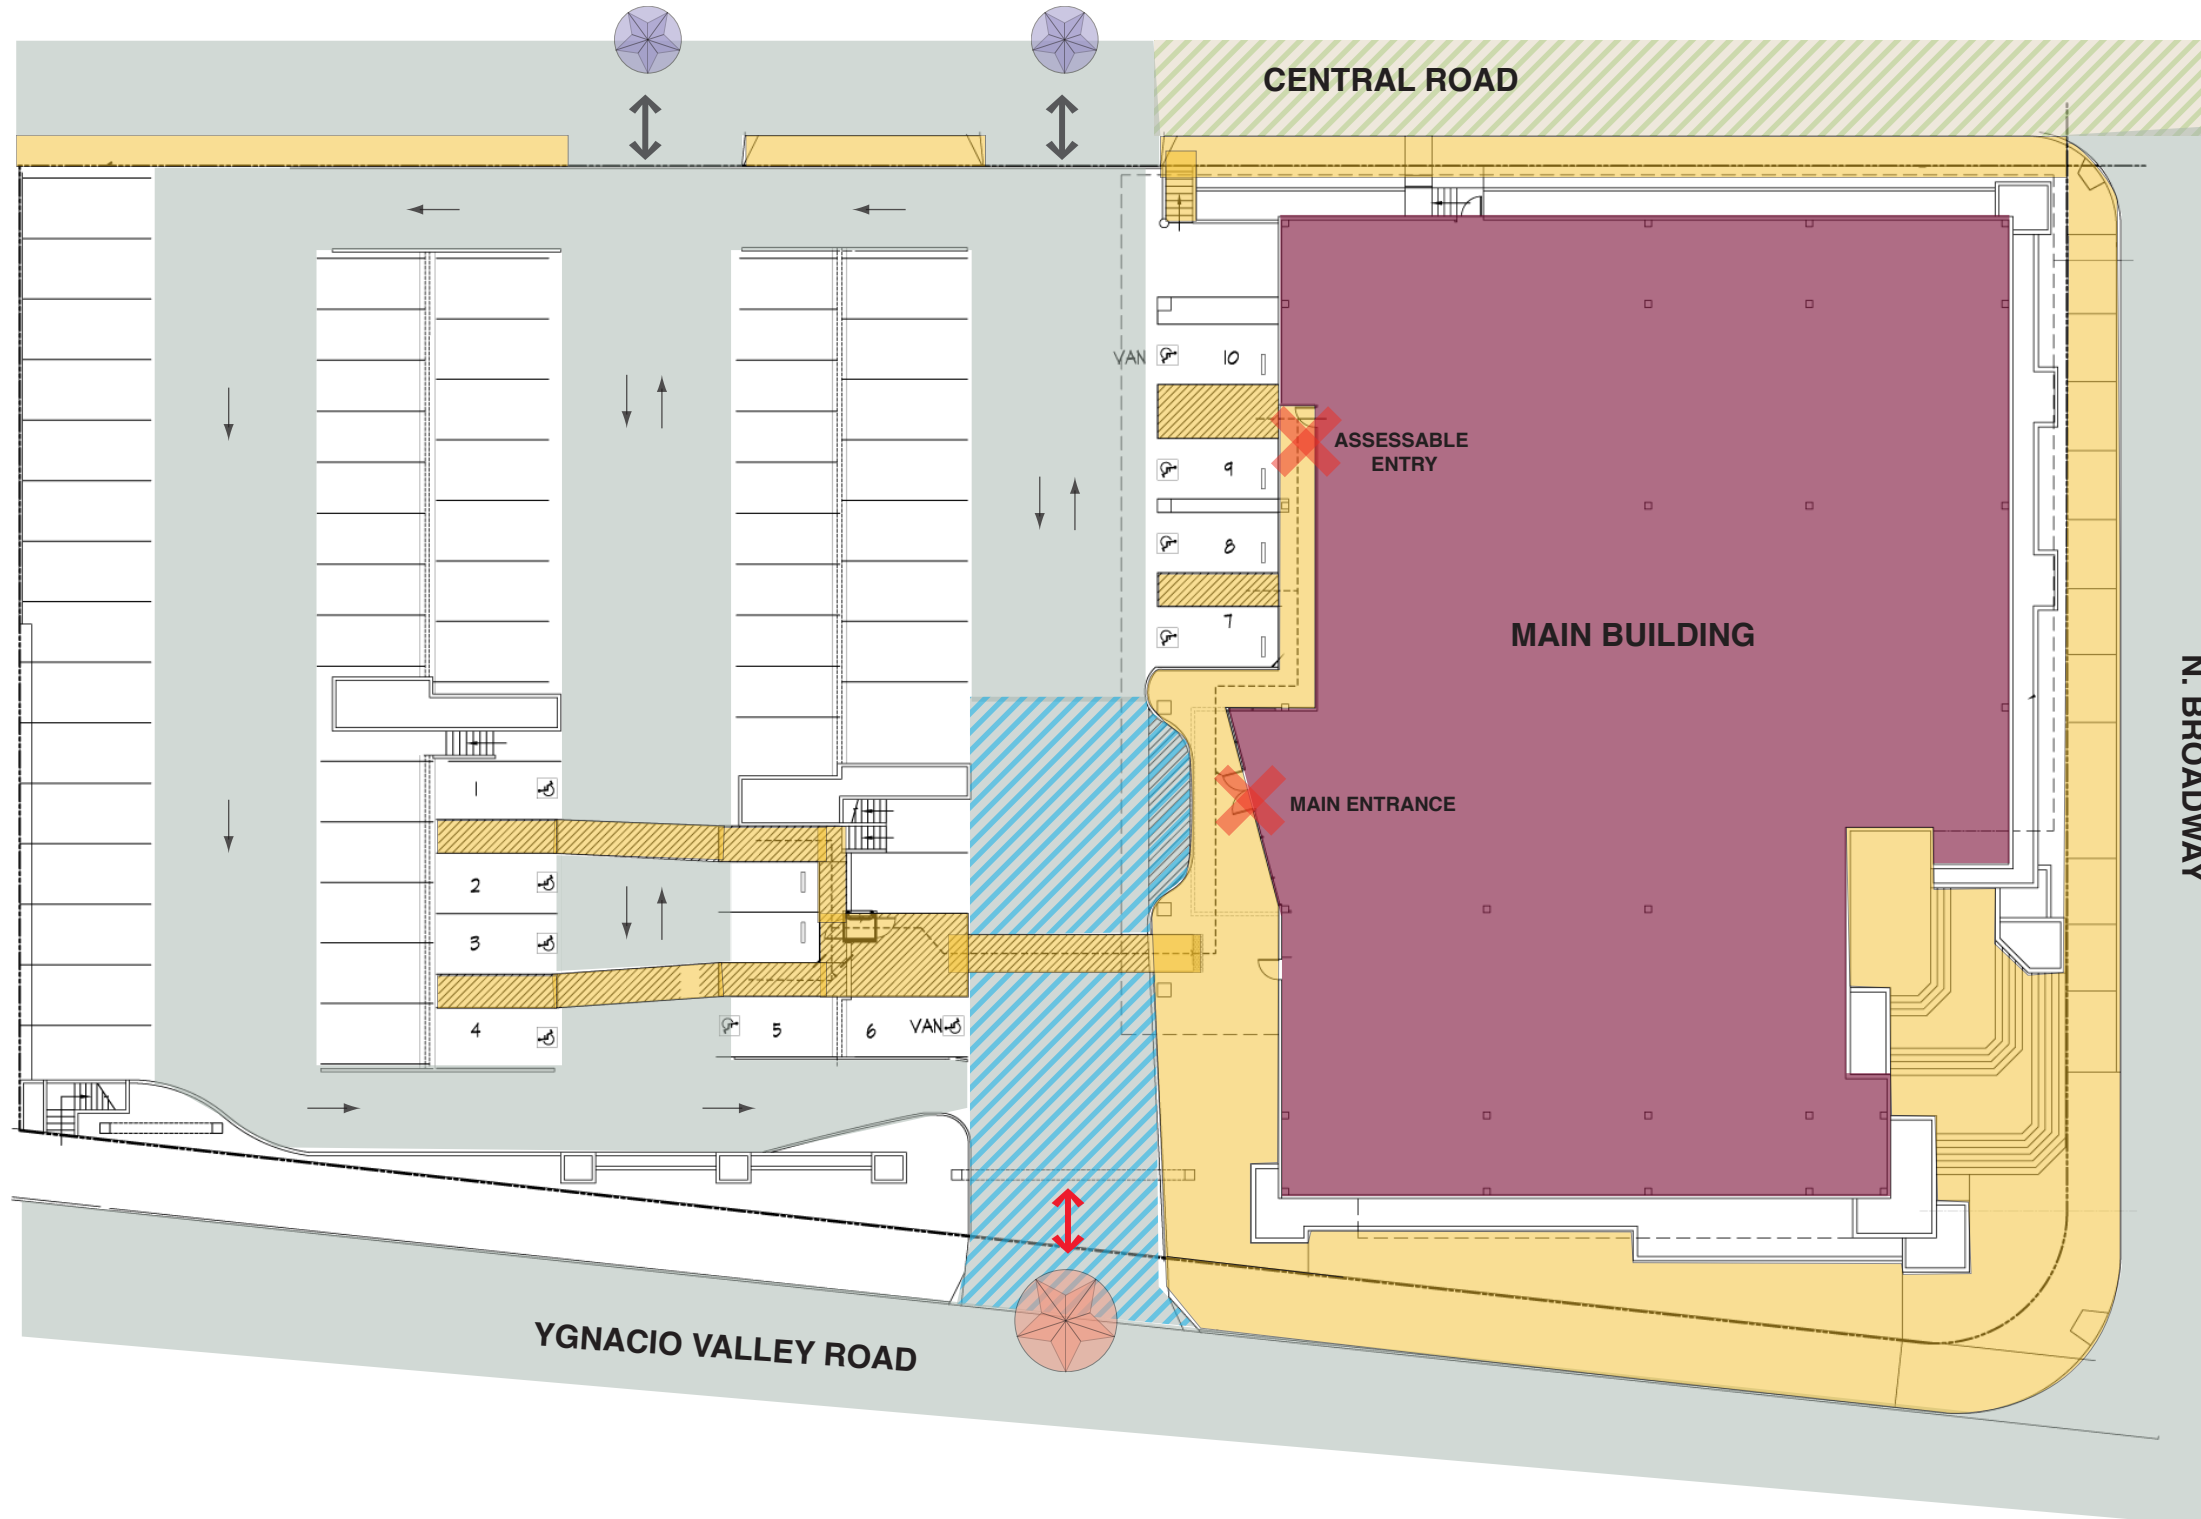 CENTRAL ROAD
VAN 10
ASSESSABLE
ENTRY
9
8
7
MAIN BUILDING
N. BROADWAY
1
MAIN ENTRANCE
2
3
4
5
6
VAN
YGNACIO VALLEY ROAD